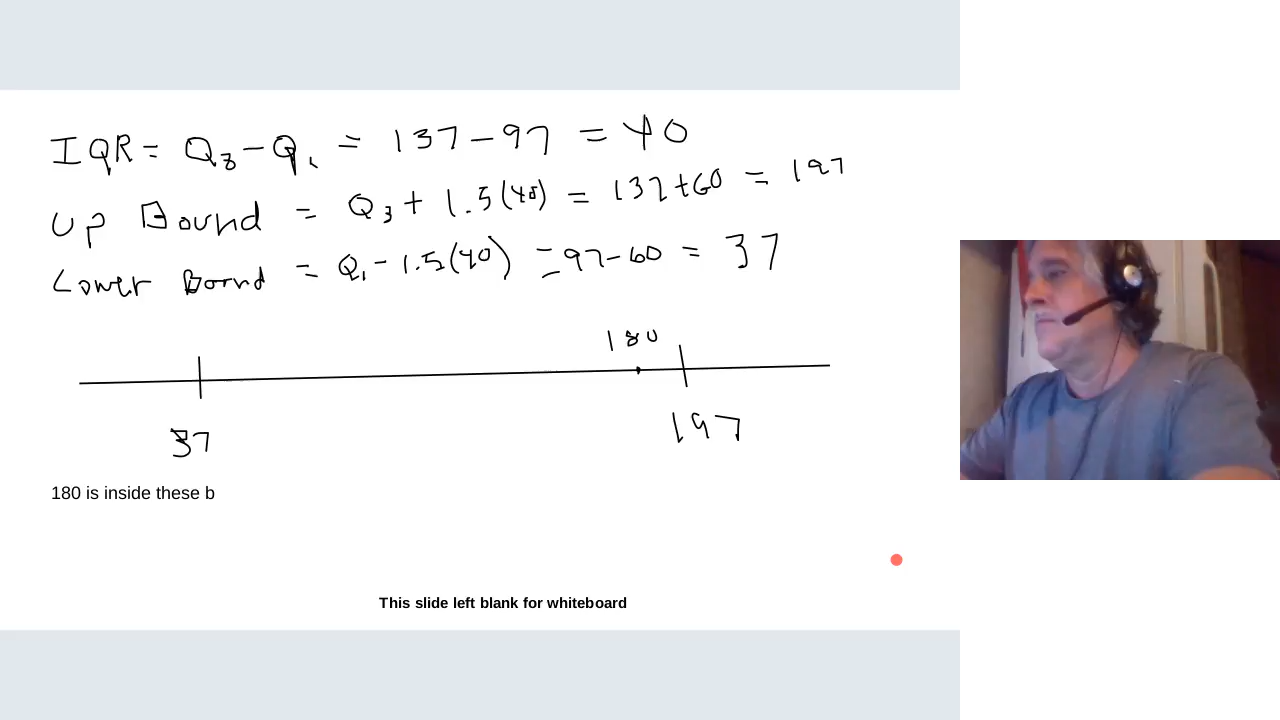 IQR = Q3 - Q1 = 137 - 97 = 40
Up Bound = Q3 + 1.5(40) = 137 + 60 = 197
Lower Bound = Q1 - 1.5(40) = 97 - 60 = 37
180
37 197
180 is inside these b
This slide left blank for whiteboard